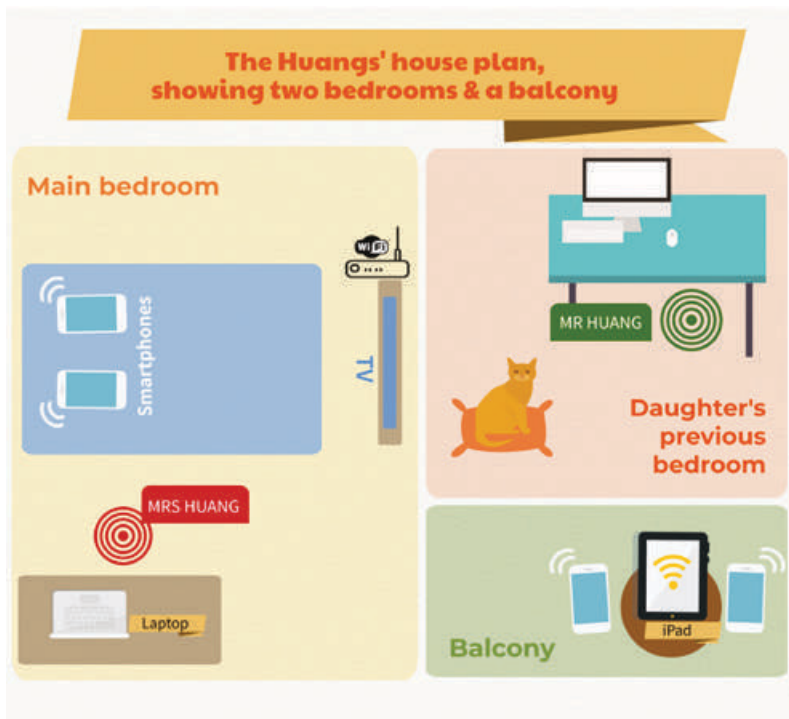 The Huangs' house plan,
showing two bedrooms & a balcony
Main bedroom
WiFi
Smartphones
TV
MR HUANG
Daughter's
previous
bedroom
MRS HUANG
Laptop
iPad
Balcony